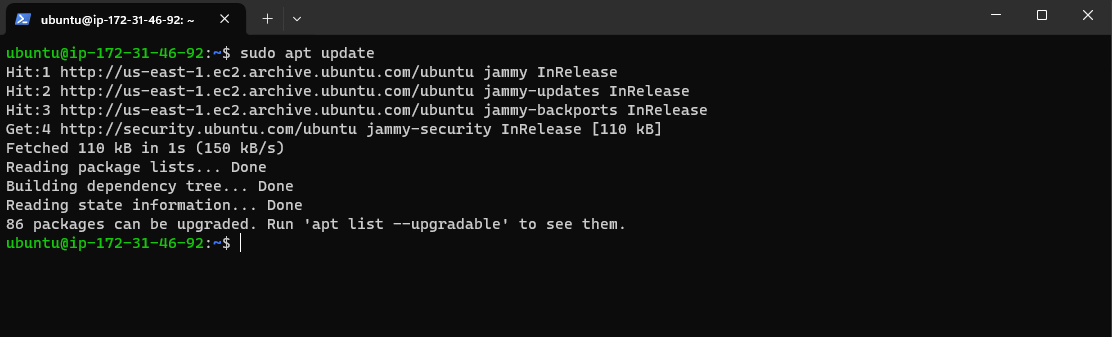 ubuntu@ip-172-31-46-92: ~
ubuntu@ip-172-31-46-92:~$ sudo apt update
Hit:1 http://us-east-1.ec2.archive.ubuntu.com/ubuntu jammy InRelease
Hit:2 http://us-east-1.ec2.archive.ubuntu.com/ubuntu jammy-updates InRelease
Hit:3 http://us-east-1.ec2.archive.ubuntu.com/ubuntu jammy-backports InRelease
Get:4 http://security.ubuntu.com/ubuntu jammy-security InRelease [110 kB]
Fetched 110 kB in 1s (150 kB/s)
Reading package lists... Done
Building dependency tree... Done
Reading state information... Done
86 packages can be upgraded. Run 'apt list --upgradable' to see them.
ubuntu@ip-172-31-46-92:~$